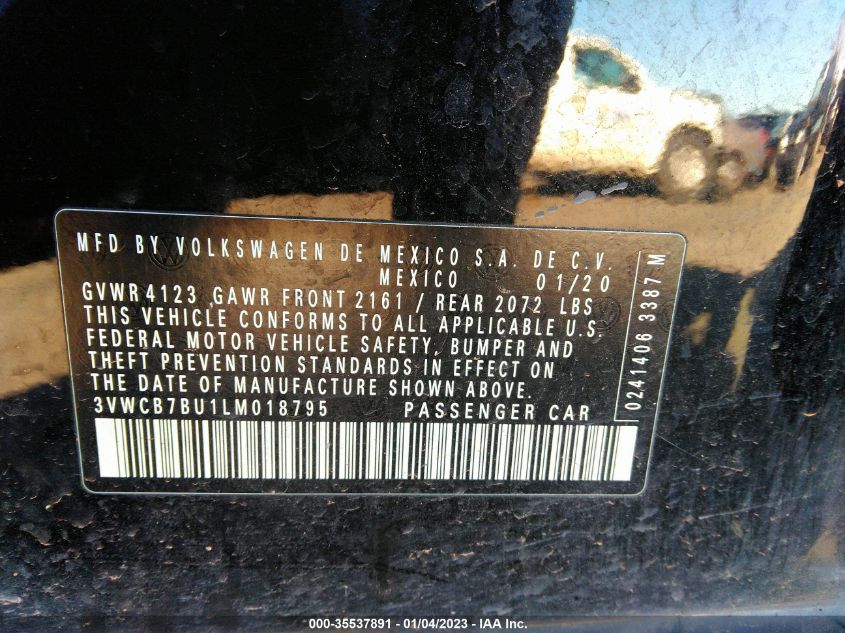 MFD BY VOLKSWAGEN DE MEXICO S.A. DE C.V.
MEXICO 01/20
GVWR 4123 GAWR FRONT 2161 / REAR 2072 LBS
THIS VEHICLE CONFORMS TO ALL APPLICABLE U.S.
FEDERAL MOTOR VEHICLE SAFETY, BUMPER AND
THEFT PREVENTION STANDARDS IN EFFECT ON
THE DATE OF MANUFACTURE SHOWN ABOVE.
3VWCB7BU1LM018795 PASSENGER CAR
0241406 3387 M
000-35537891 - 01/04/2023 - IAA Inc.